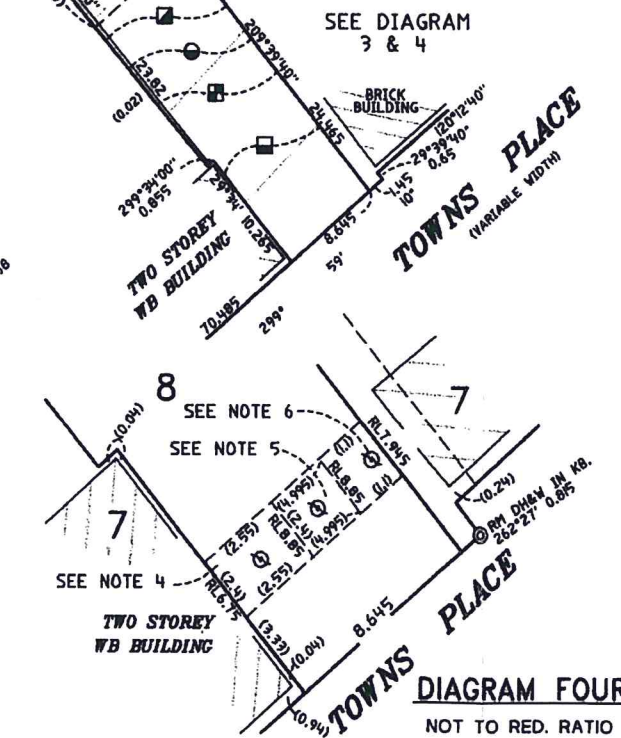 SEE DIAGRAM
3 & 4
BRICK
BUILDING
209°39'40"
24.465
23.82
(0.02)
120°12'40"
29°39'40"
0.65
1.45
10"
TOWNS PLACE
(VARIABLE WIDTH)
299°34'00"
0.855
29°34' 10.285
8.645
59'
299°
70.485
TWO STOREY
WB BUILDING
8
SEE NOTE 6
SEE NOTE 5
7
(0.04)
(1.1)
RL7.945
(4.995)
RL8.85
(2.4)
RL8.85
(1.1)
(4.995)
(2.55)
(2.55)
(0.24)
RM DH&W IN KB.
262°27' 0.815
7
SEE NOTE 4
(2.4)
RL6.75
TWO STOREY
WB BUILDING
(3.33)
(0.04)
8.645
(0.94)
TOWNS PLACE
DIAGRAM FOUR
NOT TO RED. RATIO